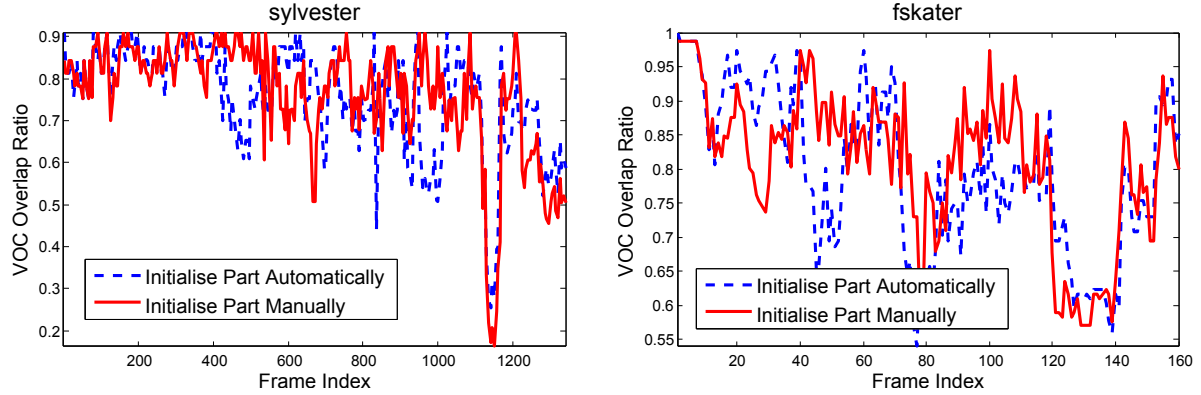 sylvester
VOC Overlap Ratio
0.9
0.8
0.7
0.6
0.5
0.4
0.3
0.2
Initialise Part Automatically
Initialise Part Manually
200 400 600 800 1000 1200
Frame Index
fskater
VOC Overlap Ratio
1
0.95
0.9
0.85
0.8
0.75
0.7
0.65
0.6
0.55
Initialise Part Automatically
Initialise Part Manually
20 40 60 80 100 120 140 160
Frame Index